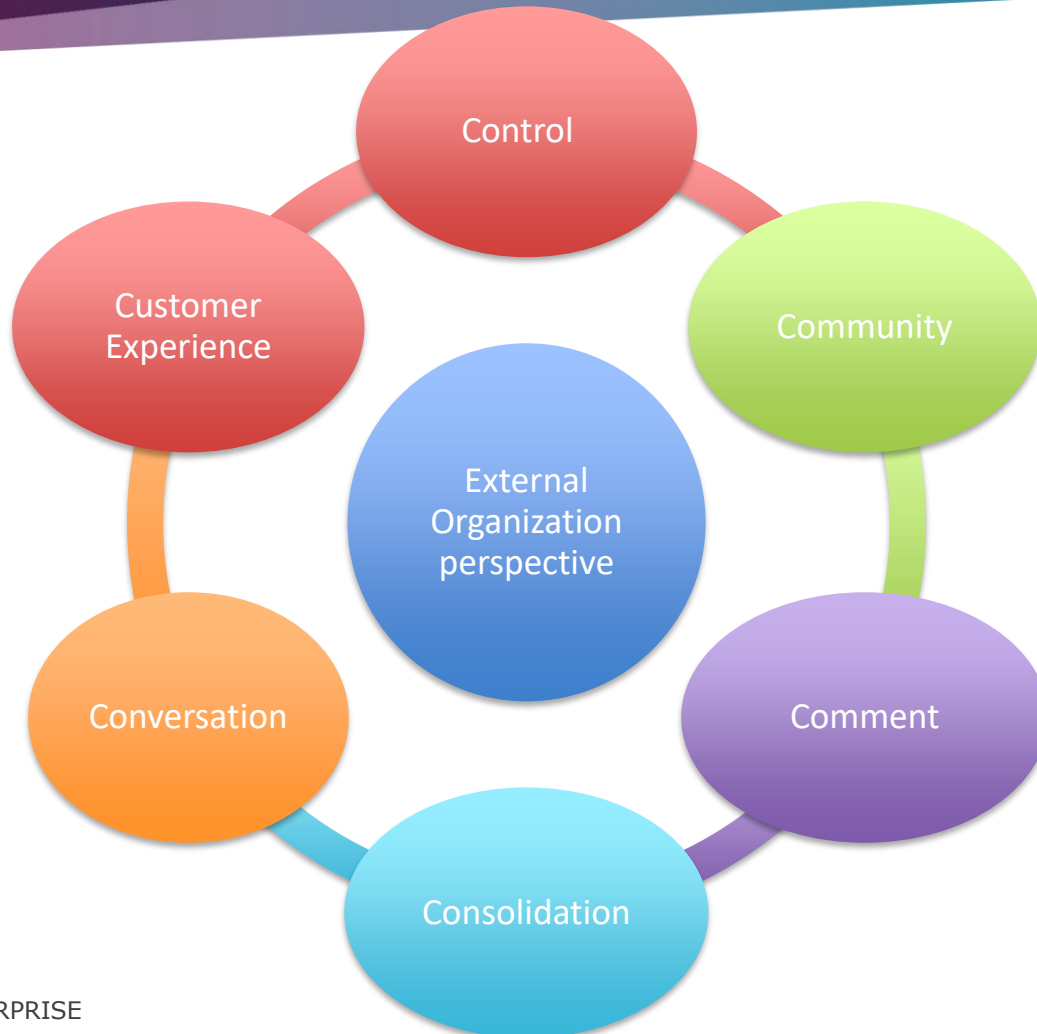 Control
Customer
Experience
Community
External
Organization
perspective
Conversation
Comment
Consolidation
RPRISE